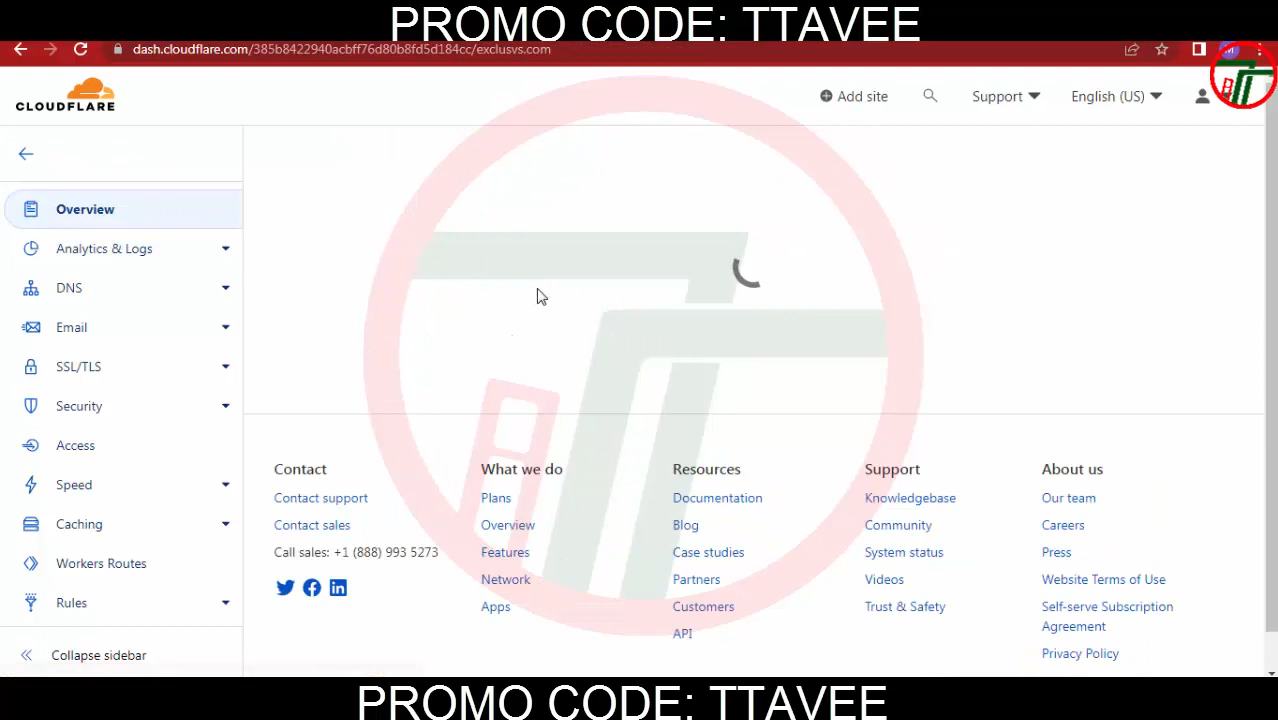 PROMO CODE: TTAVEE
dash.cloudflare.com/385b8422940acbff76d80b8fd5d184cc/exclusvs.com
M
CLOUDFLARE
Add site
Support
English (US)
Overview
Analytics & Logs
DNS
Email
SSL/TLS
Security
Access
Speed
Caching
Workers Routes
Rules
Collapse sidebar
Contact
Contact support
Contact sales
Call sales: +1 (888) 993 5273
What we do
Plans
Overview
Features
Network
Apps
Resources
Documentation
Blog
Case studies
Partners
Customers
API
Support
Knowledgebase
Community
System status
Videos
Trust & Safety
About us
Our team
Careers
Press
Website Terms of Use
Self-serve Subscription
Agreement
Privacy Policy
PROMO CODE: TTAVEE